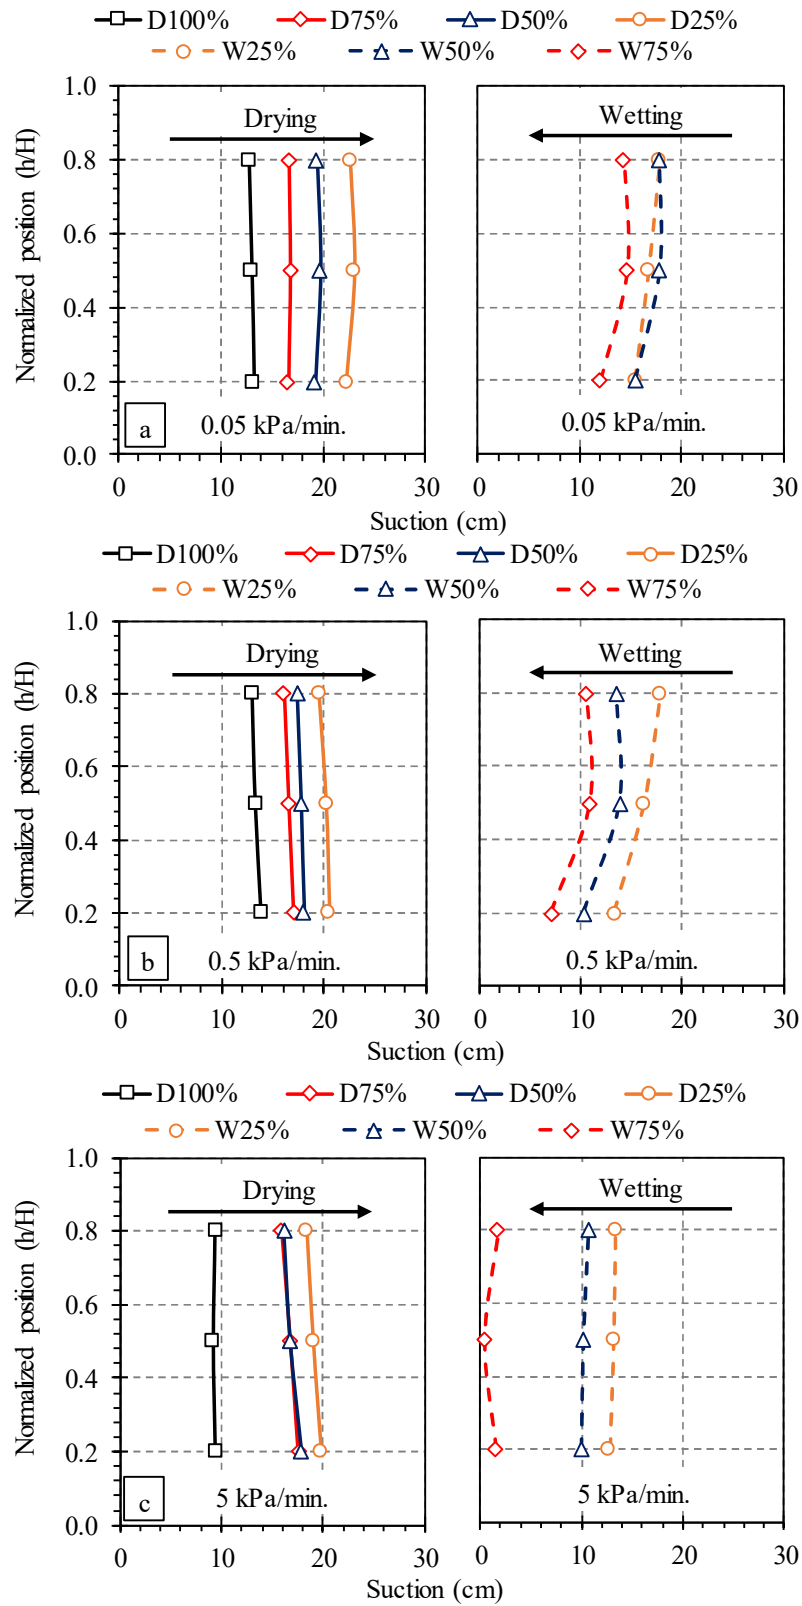 D100% D75% D50% D25%
W25% W50% W75%
Normalized position (h/H)
1.0
0.8
0.6
0.4
0.2
0.0
Drying
Wetting
a
0.05 kPa/min.
0.05 kPa/min.
0 10 20 30
0 10 20 30
Suction (cm)
D100% D75% D50% D25%
W25% W50% W75%
Normalized position (h/H)
1.0
0.8
0.6
0.4
0.2
0.0
Drying
Wetting
b
0.5 kPa/min.
0.5 kPa/min.
0 10 20 30
0 10 20 30
Suction (cm)
D100% D75% D50% D25%
W25% W50% W75%
Normalized position (h/H)
1.0
0.8
0.6
0.4
0.2
0.0
Drying
Wetting
c
5 kPa/min.
5 kPa/min.
0 10 20 30
0 10 20 30
Suction (cm)